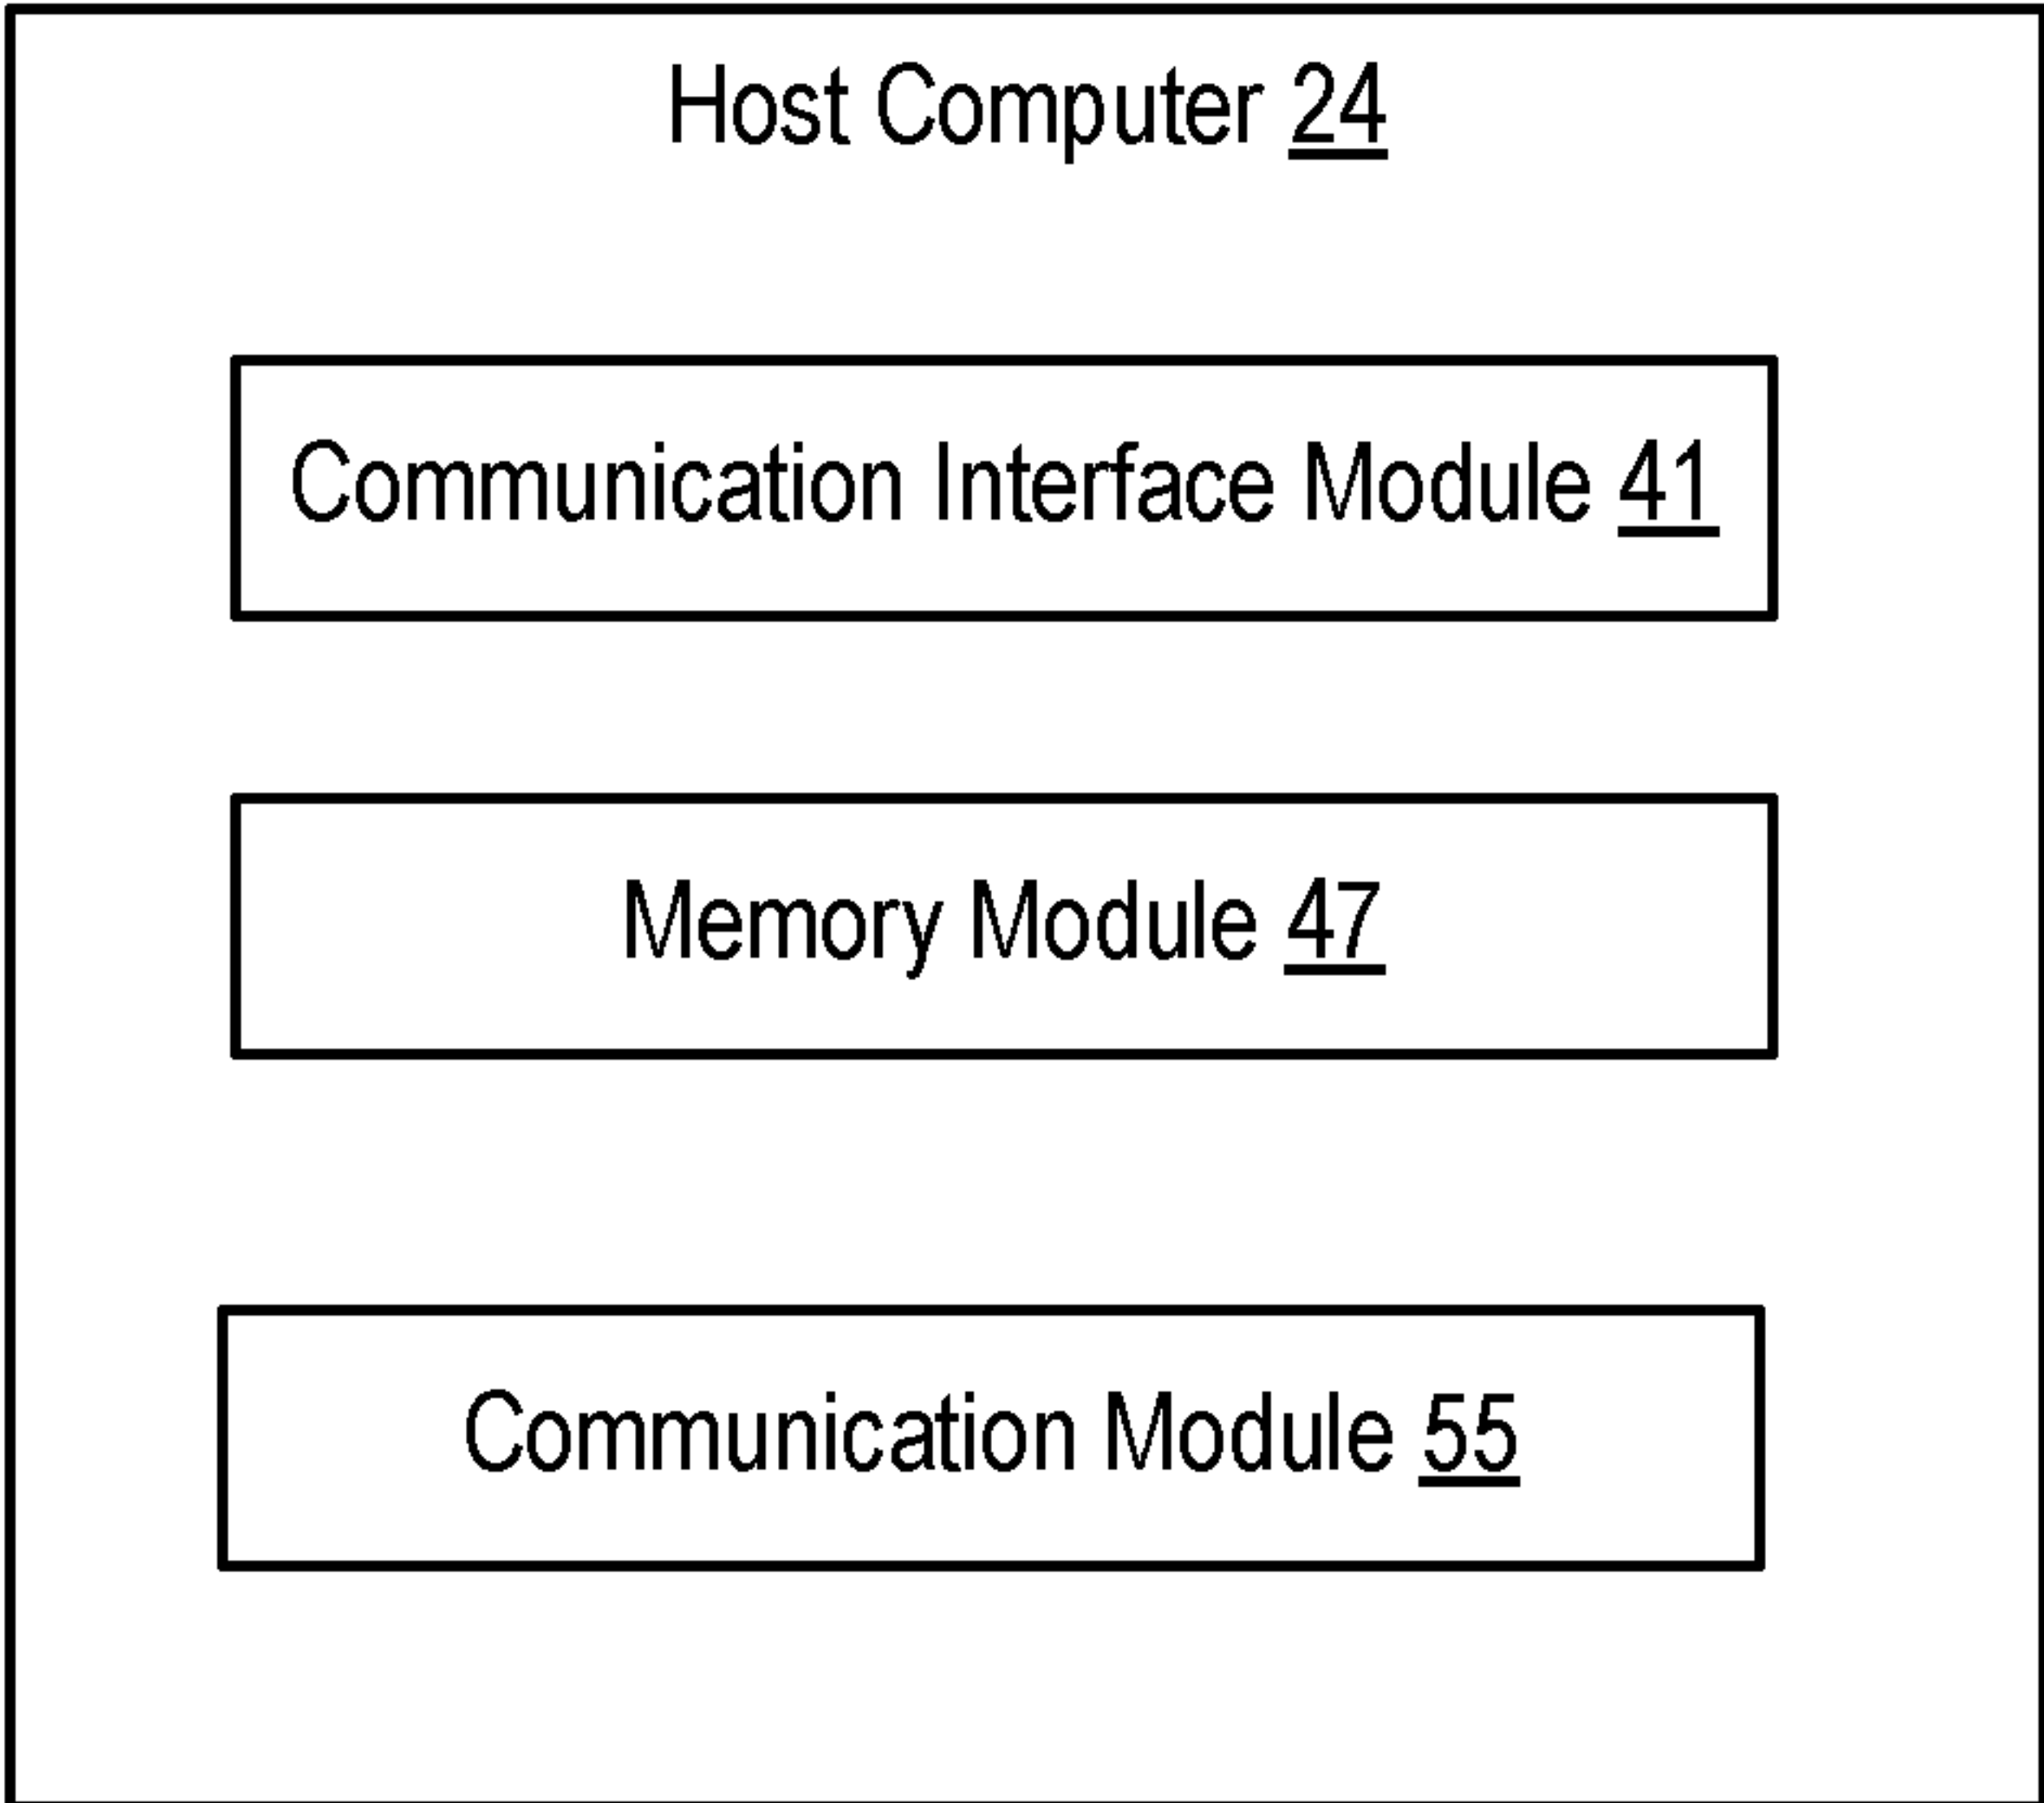 Host Computer 24
Communication Interface Module 41
Memory Module 47
Communication Module 55